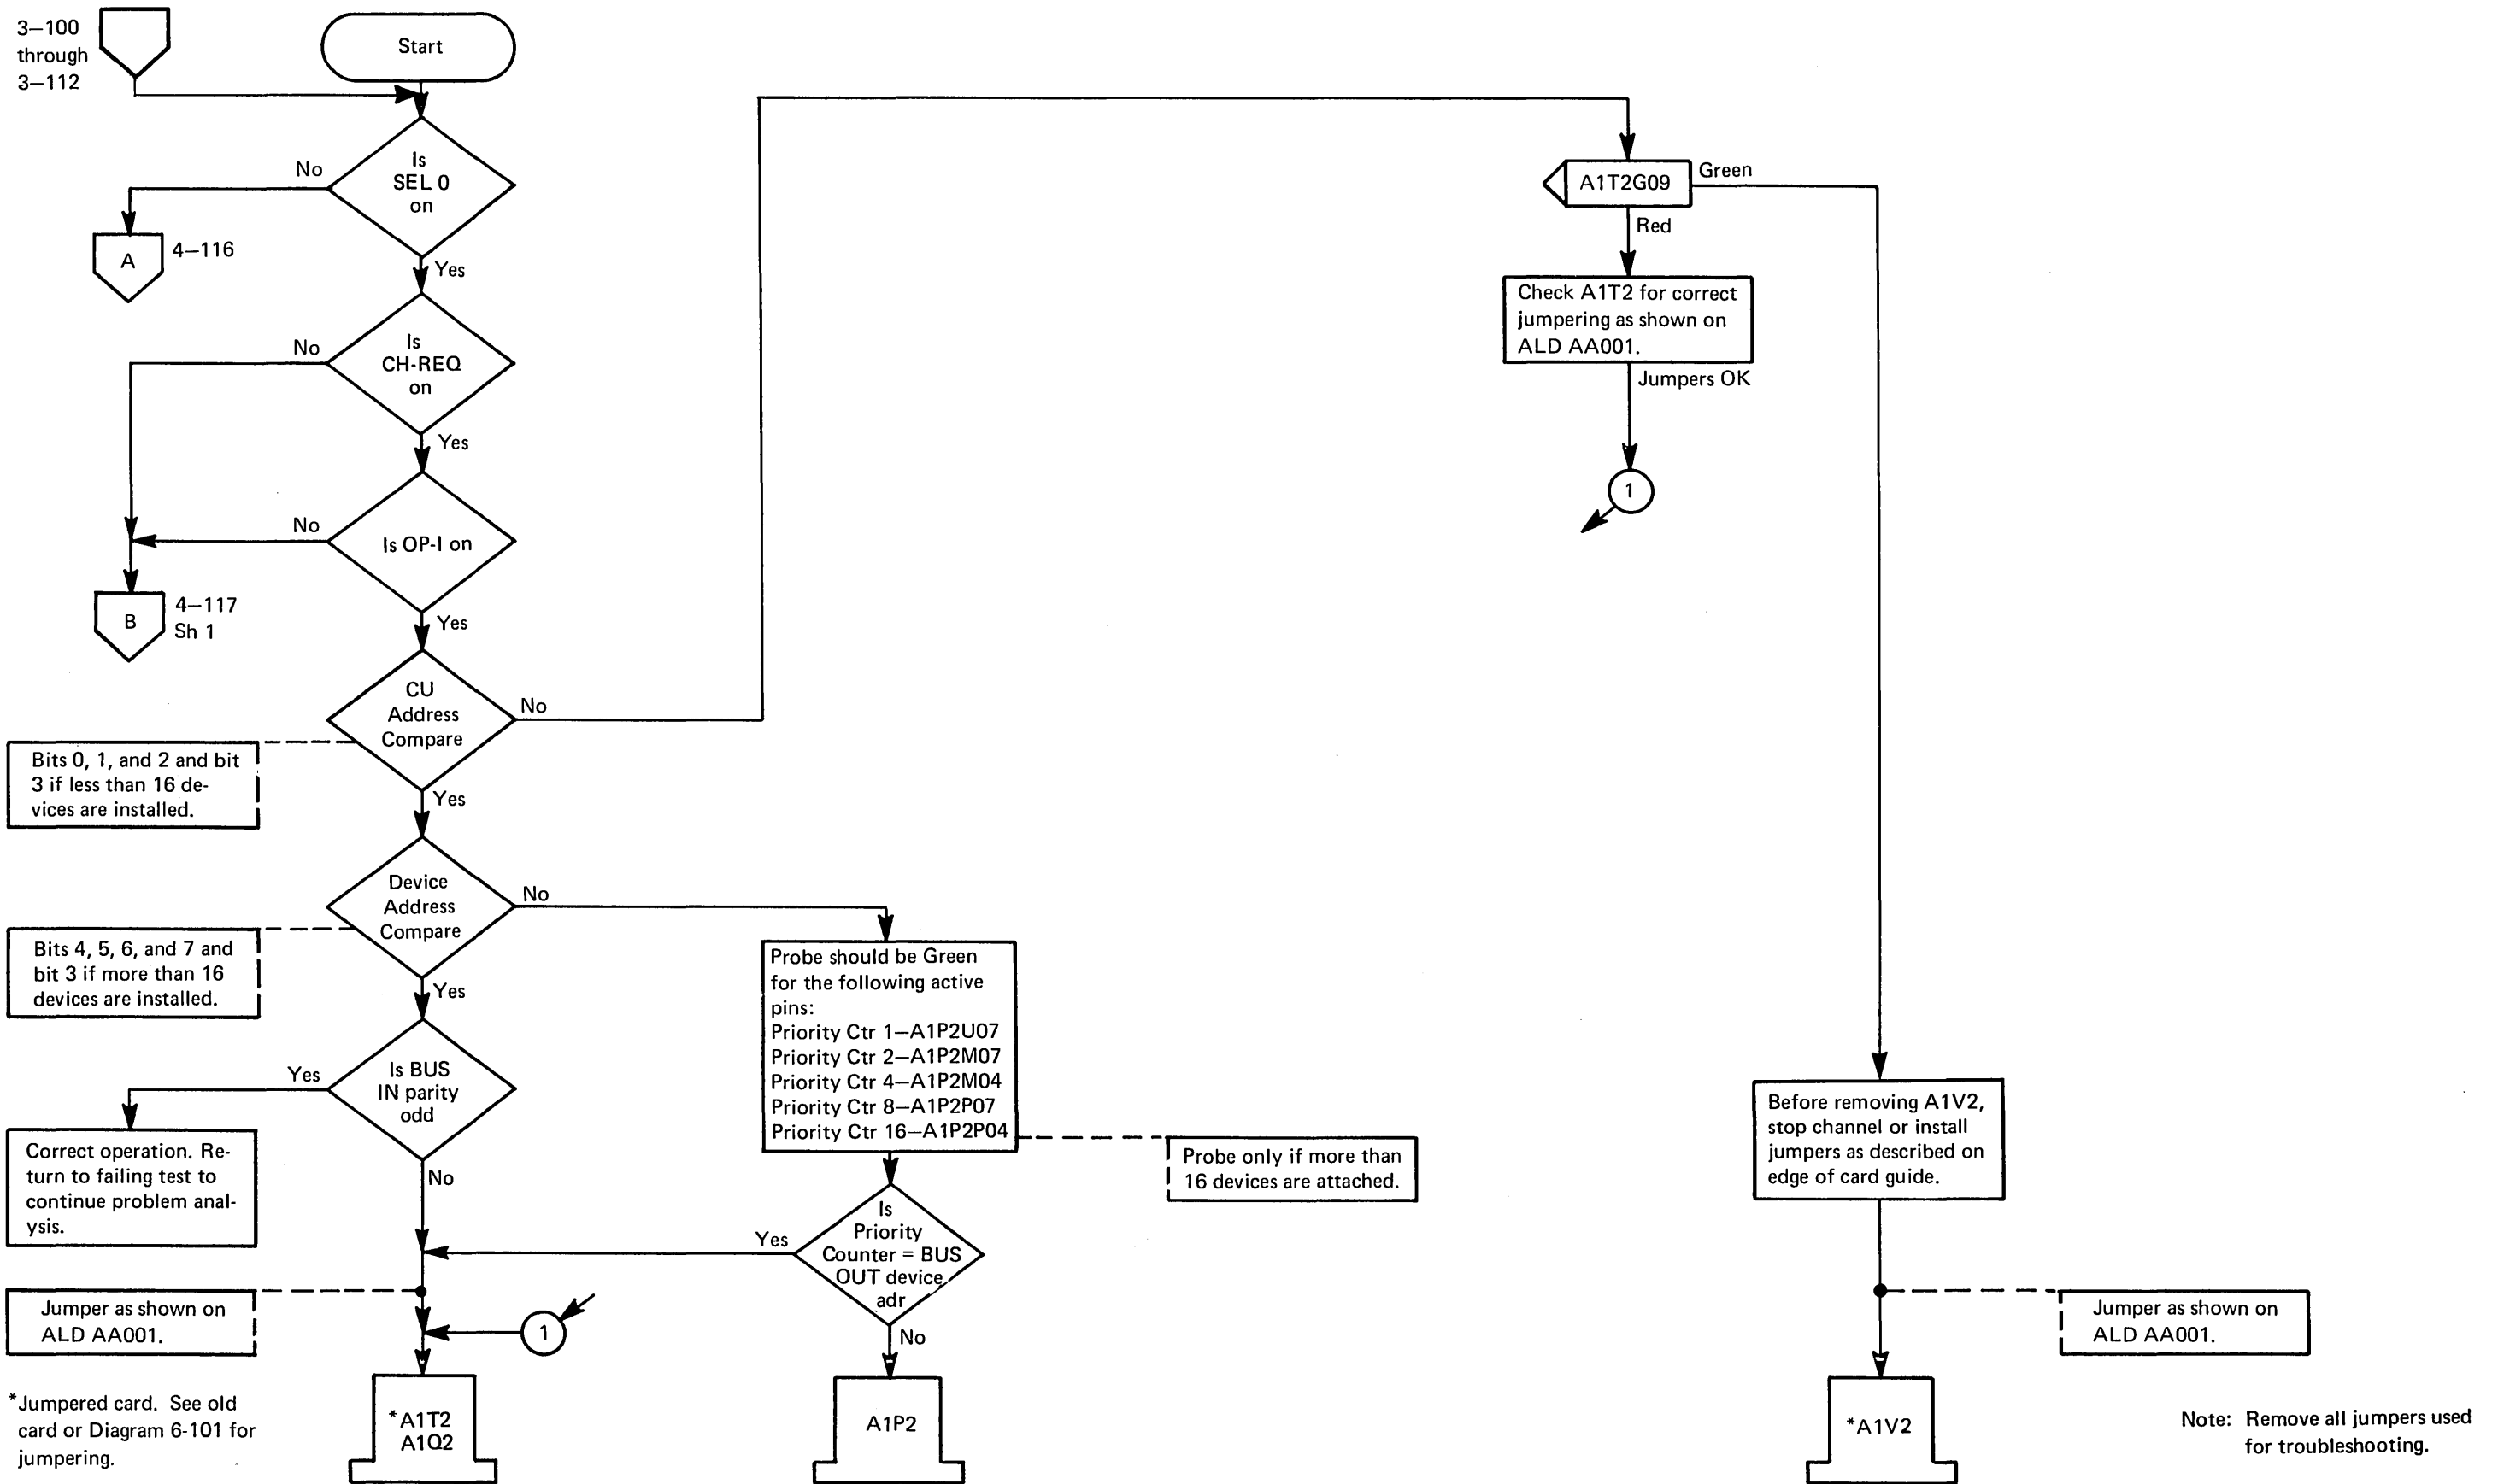 3–100
through
3–112
Start
Is
SEL 0
on
No
Yes
A
4–116
Is
CH-REQ
on
No
Yes
Is OP-I on
No
Yes
B
4–117
Sh 1
CU
Address
Compare
No
Yes
Bits 0, 1, and 2 and bit
3 if less than 16 de-
vices are installed.
Device
Address
Compare
No
Yes
Bits 4, 5, 6, and 7 and
bit 3 if more than 16
devices are installed.
Is BUS
IN parity
odd
Yes
No
Correct operation. Re-
turn to failing test to
continue problem anal-
ysis.
Jumper as shown on
ALD AA001.
1
*A1T2
A1Q2
*Jumpered card. See old
card or Diagram 6-101 for
jumpering.
Probe should be Green
for the following active
pins:
Priority Ctr 1–A1P2U07
Priority Ctr 2–A1P2M07
Priority Ctr 4–A1P2M04
Priority Ctr 8–A1P2P07
Priority Ctr 16–A1P2P04
Probe only if more than
16 devices are attached.
Is
Priority
Counter = BUS
OUT device
adr
Yes
No
A1P2
A1T2G09
Green
Red
Check A1T2 for correct
jumpering as shown on
ALD AA001.
Jumpers OK
1
Before removing A1V2,
stop channel or install
jumpers as described on
edge of card guide.
Jumper as shown on
ALD AA001.
*A1V2
Note: Remove all jumpers used
for troubleshooting.